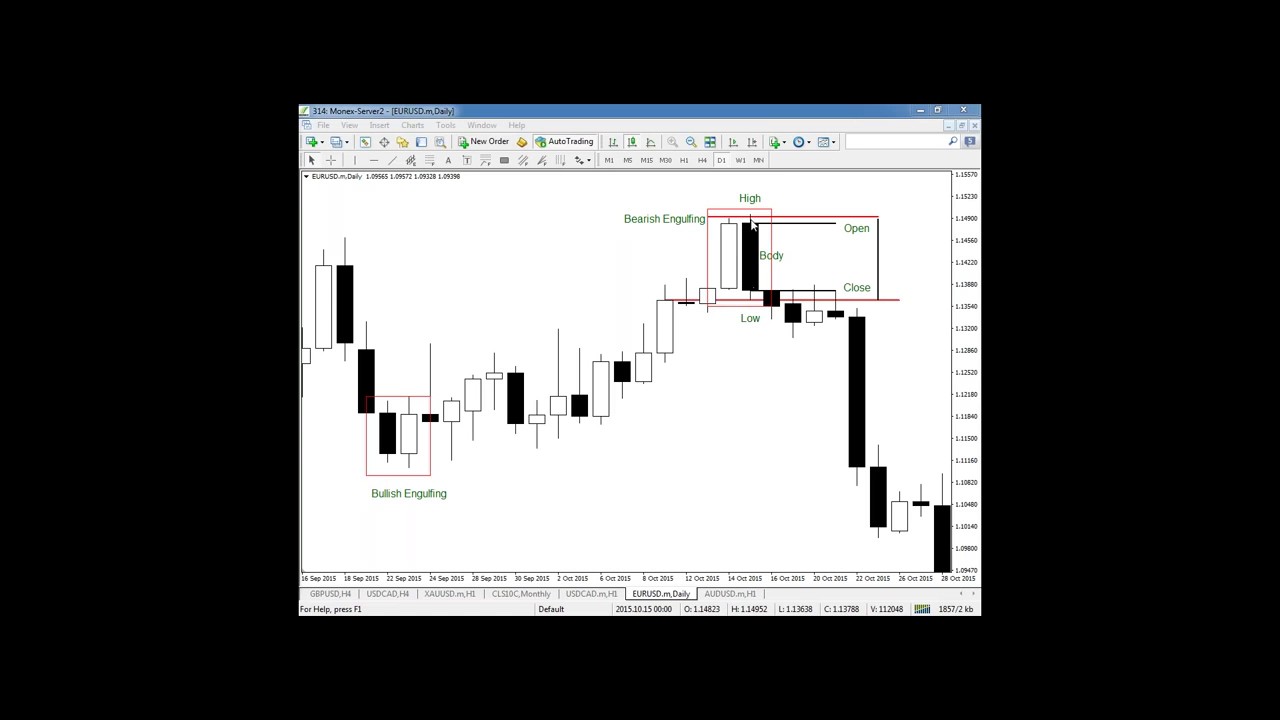 314: Monex-Server2 - [EURUSD.m,Daily]
File View Insert Charts Tools Window Help
New Order AutoTrading
A T M1 M5 M15 M30 H1 H4 D1 W1 MN
EURUSD.m,Daily 1.09565 1.09572 1.09328 1.09398
High
Bearish Engulfing
Open
Body
Close
Low
Bullish Engulfing
1.15570
1.15230
1.14900
1.14560
1.14220
1.13880
1.13540
1.13200
1.12860
1.12520
1.12180
1.11840
1.11500
1.11160
1.10820
1.10480
1.10140
1.09800
1.09470
16 Sep 2015 18 Sep 2015 22 Sep 2015 24 Sep 2015 28 Sep 2015 30 Sep 2015 2 Oct 2015 6 Oct 2015 8 Oct 2015 12 Oct 2015 14 Oct 2015 16 Oct 2015 20 Oct 2015 22 Oct 2015 26 Oct 2015 28 Oct 2015
GBPUSD,H4 USDCAD,H4 XAUUSD.m,H1 CLS10C,Monthly USDCAD.m,H1 EURUSD.m,Daily AUDUSD.m,H1
For Help, press F1 Default 2015.10.15 00:00 O: 1.14823 H: 1.14952 L: 1.13638 C: 1.13788 V: 112048 1857/2 kb